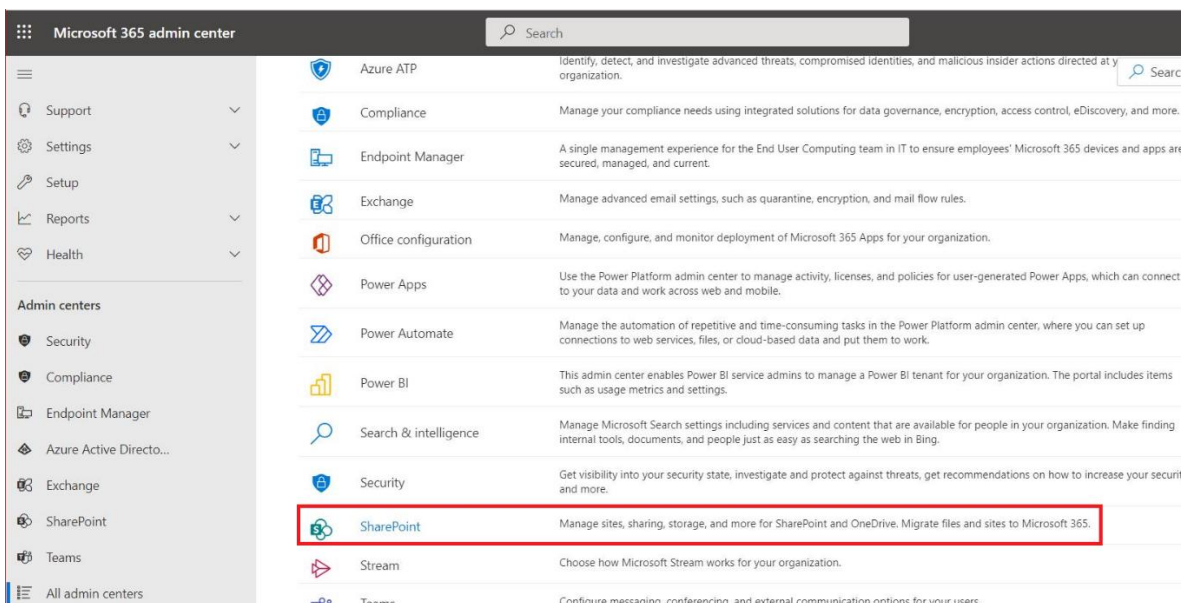 Microsoft 365 admin center
Search
Support
Settings
Setup
Reports
Health
Admin centers
Security
Compliance
Endpoint Manager
Azure Active Directo...
Exchange
SharePoint
Teams
All admin centers
Searc
Azure ATP
Identify, detect, and investigate advanced threats, compromised identities, and malicious insider actions directed at y
organization.
Compliance
Manage your compliance needs using integrated solutions for data governance, encryption, access control, eDiscovery, and more.
Endpoint Manager
A single management experience for the End User Computing team in IT to ensure employees' Microsoft 365 devices and apps are
secured, managed, and current.
Exchange
Manage advanced email settings, such as quarantine, encryption, and mail flow rules.
Office configuration
Manage, configure, and monitor deployment of Microsoft 365 Apps for your organization.
Power Apps
Use the Power Platform admin center to manage activity, licenses, and policies for user-generated Power Apps, which can connect
to your data and work across web and mobile.
Power Automate
Manage the automation of repetitive and time-consuming tasks in the Power Platform admin center, where you can set up
connections to web services, files, or cloud-based data and put them to work.
Power BI
This admin center enables Power BI service admins to manage a Power BI tenant for your organization. The portal includes items
such as usage metrics and settings.
Search & intelligence
Manage Microsoft Search settings including services and content that are available for people in your organization. Make finding
internal tools, documents, and people just as easy as searching the web in Bing.
Security
Get visibility into your security state, investigate and protect against threats, get recommendations on how to increase your securit
and more.
SharePoint
Manage sites, sharing, storage, and more for SharePoint and OneDrive. Migrate files and sites to Microsoft 365.
Stream
Choose how Microsoft Stream works for your organization.
Teams
Configure messaging, conferencing, and external communication options for your users.